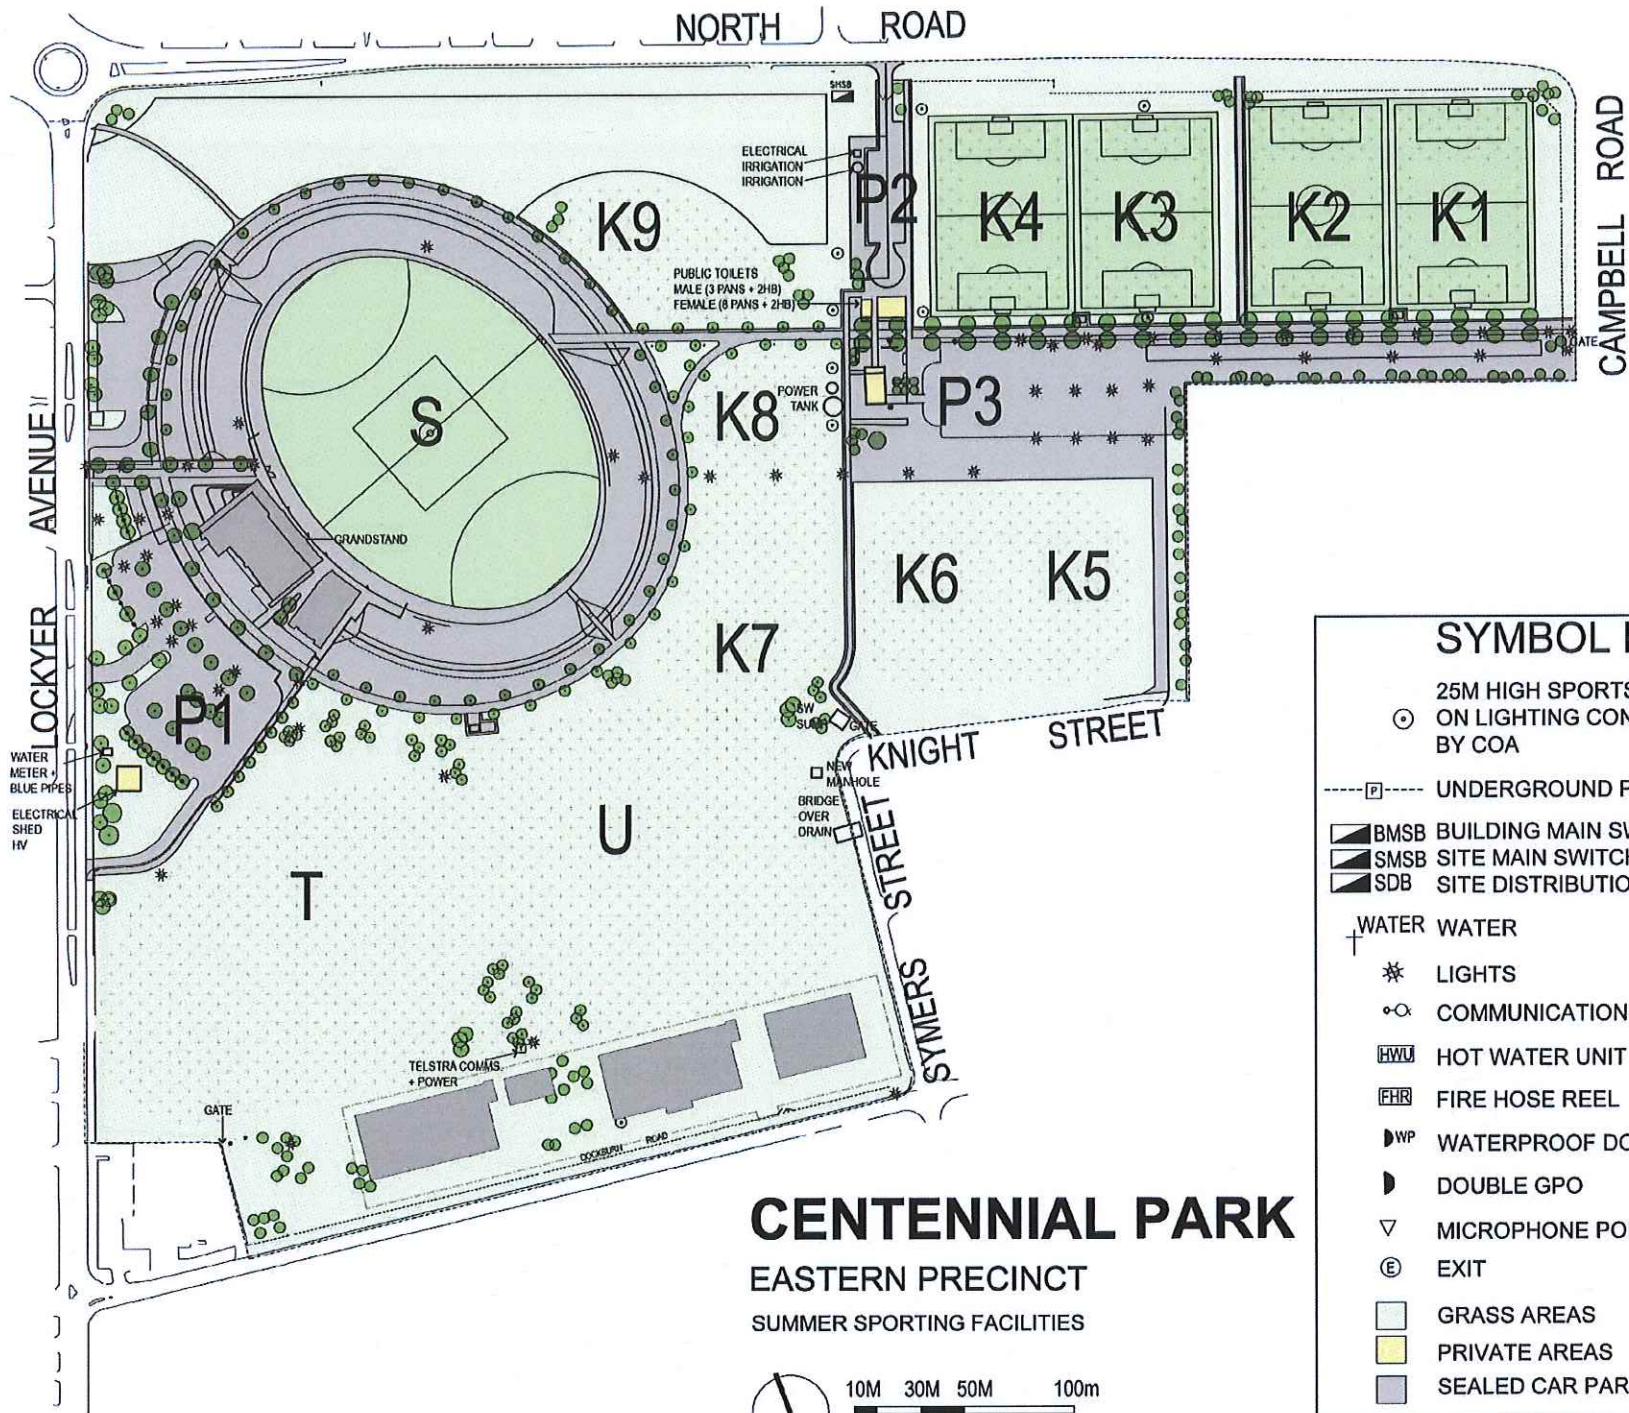 NORTH ROAD
CAMPBELL ROAD
LOCKYER AVENUE
ELECTRICAL
IRRIGATION
IRRIGATION
P2
K4
K3
K2
K1
K9
PUBLIC TOILETS
MALE (3 PANS + 2HB)
FEMALE (6 PANS + 2HB)
GATE
S
K8
POWER
TANK
P3
GRANDSTAND
K6
K5
K7
P1
SW
GATE
KNIGHT STREET
WATER
METER +
BLUE PIPES
ELECTRICAL
SHED
HV
NEW
MANHOLE
BRIDGE
OVER
DRAIN
U
T
SYMERS STREET
TELSTRA COMMS.
+ POWER
GATE
ROAD
CENTENNIAL PARK
EASTERN PRECINCT
SUMMER SPORTING FACILITIES
10M 30M 50M 100m
SYMBOL
25M HIGH SPORTS
ON LIGHTING CON
BY COA
P UNDERGROUND P
BMSB BUILDING MAIN SW
SMSB SITE MAIN SWITCH
SDB SITE DISTRIBUTIO
WATER WATER
LIGHTS
COMMUNICATION
HWU HOT WATER UNIT
FHR FIRE HOSE REEL
WP WATERPROOF DO
DOUBLE GPO
MICROPHONE PO
E EXIT
GRASS AREAS
PRIVATE AREAS
SEALED CAR PAR